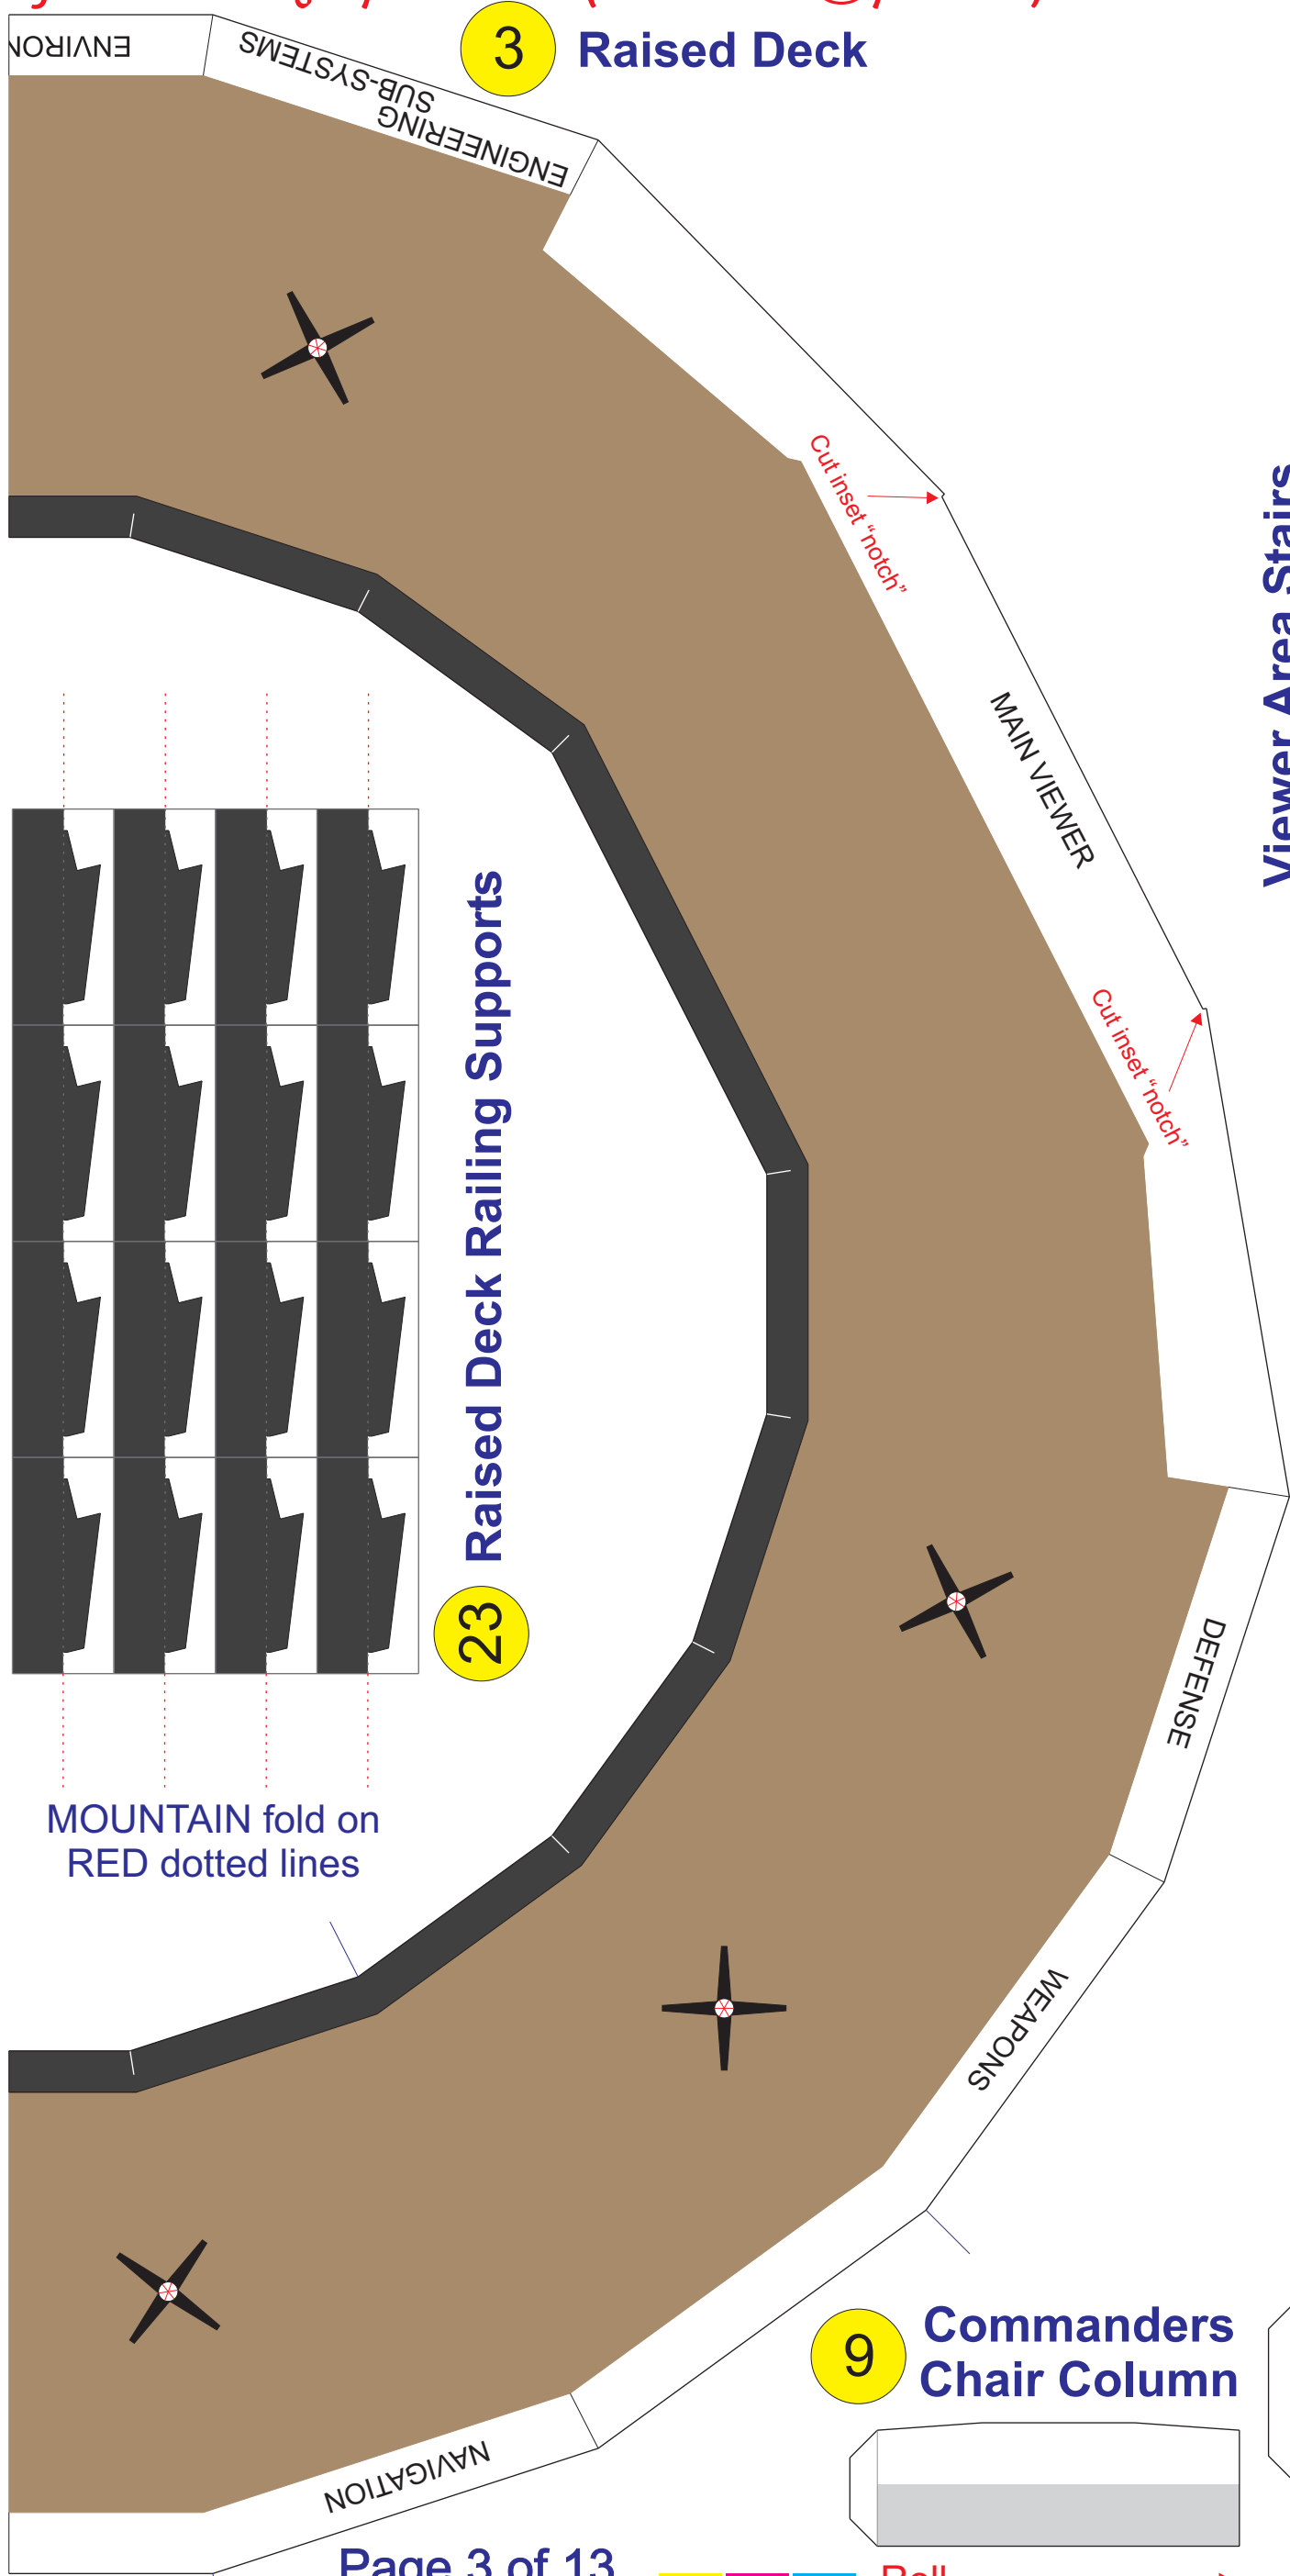 3 Raised Deck
SUB-SYSTEMS
ENGINEERING
Cut inset “notch”
MAIN VIEWER
Viewer Area Stairs
Cut inset “notch”
23 Raised Deck Railing Supports
DEFENSE
MOUNTAIN fold on
RED dotted lines
WEAPONS
9 Commanders
Chair Column
NAVIGATION
Page 3 of 13
Roll